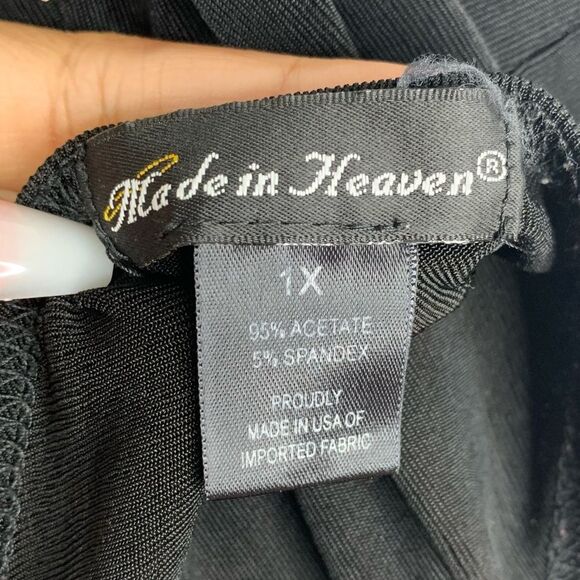 Made in Heaven®
1X
95% ACETATE
5% SPANDEX
PROUDLY
MADE IN USA OF
IMPORTED FABRIC